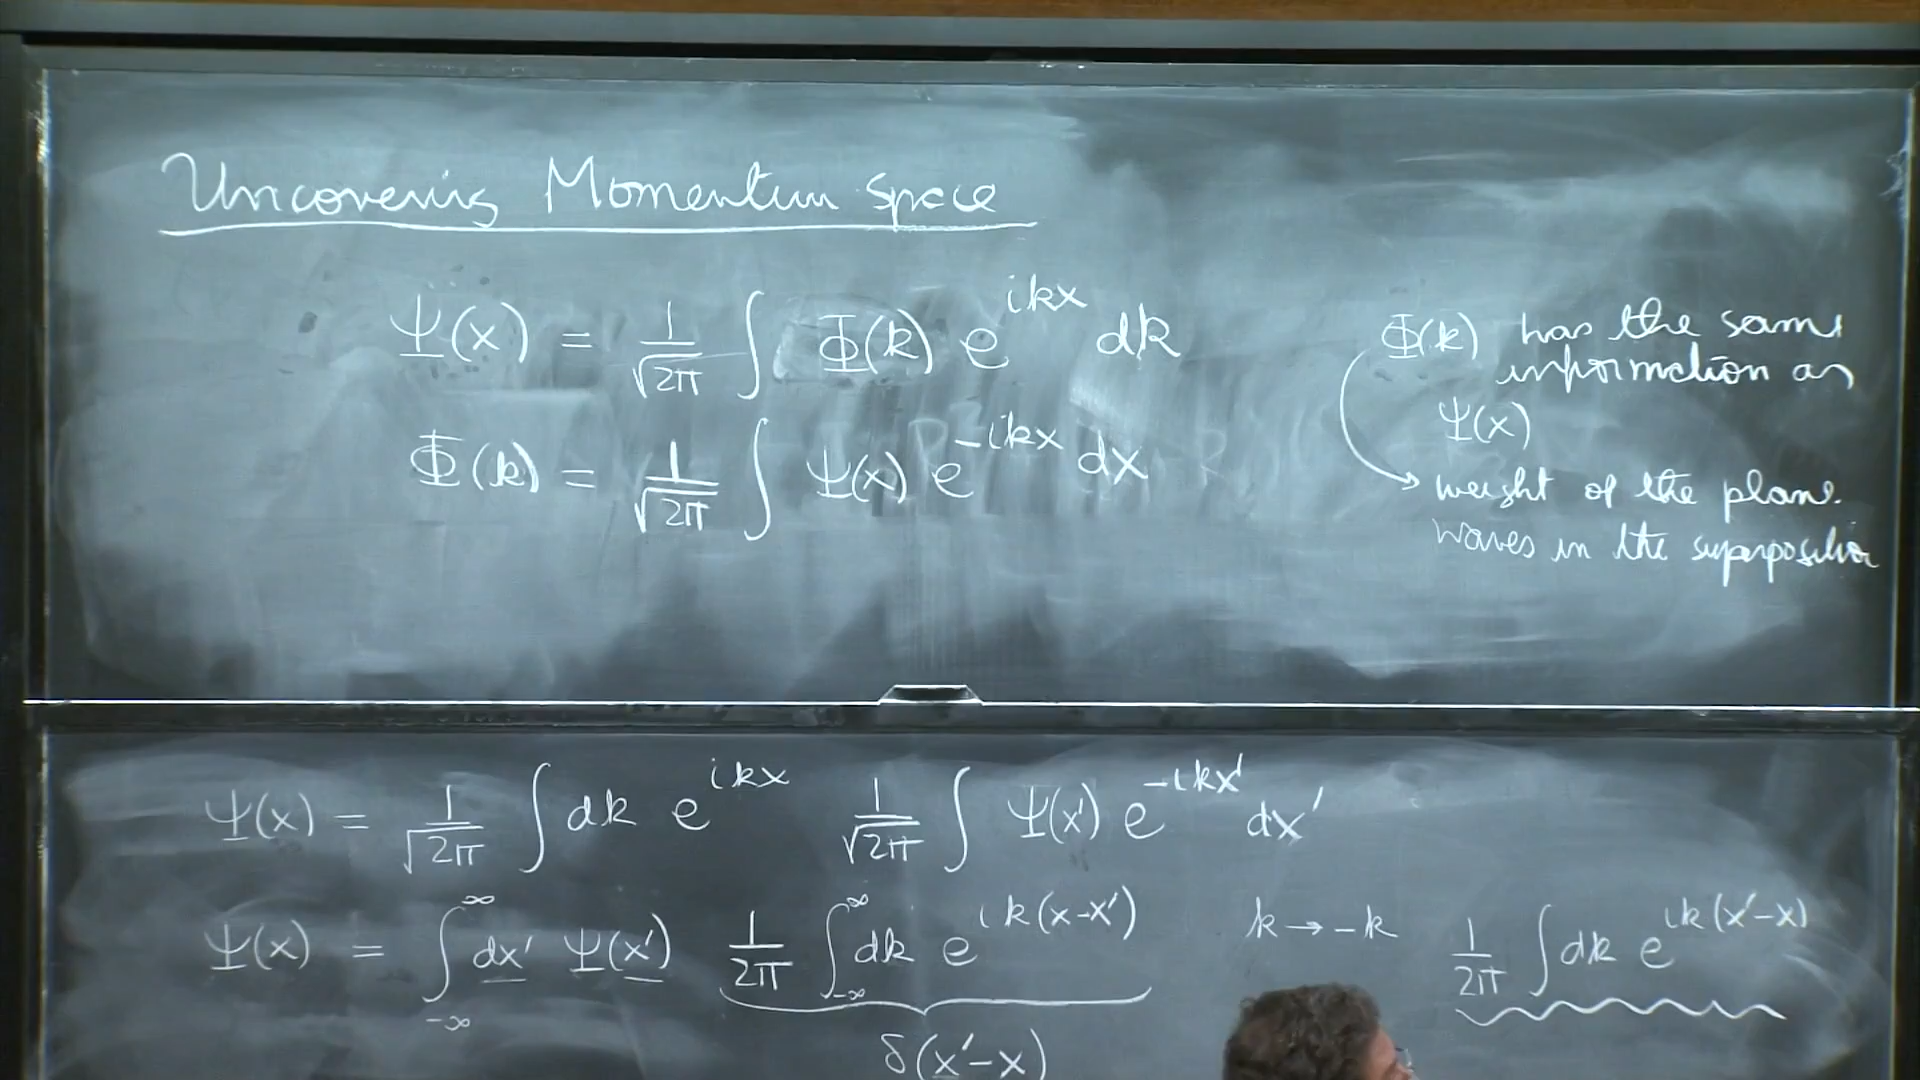 Uncovering Momentum space
Ψ(x) = 1/√2π ∫ Φ(k) e^{ikx} dk
Φ(k) = 1/√2π ∫ Ψ(x) e^{-ikx} dx
Φ(k) has the same
information as
Ψ(x)
→ weight of the plane
waves in the superposition
Ψ(x) = 1/√2π ∫ dk e^{ikx} 1/√2π ∫ Ψ(x') e^{-ikx'} dx'
Ψ(x) = ∫_{-∞}^{∞} dx' Ψ(x') 1/2π ∫_{-∞}^{∞} dk e^{ik(x-x')} k → -k 1/2π ∫ dk e^{ik(x'-x)}
δ(x'-x)